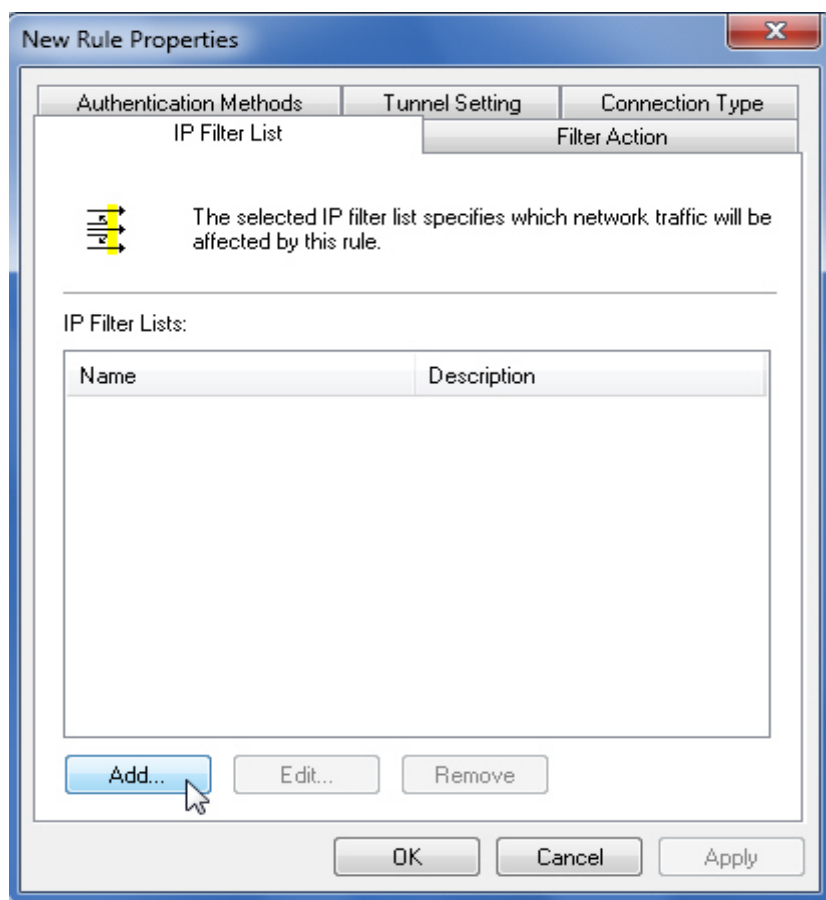 New Rule Properties
Authentication Methods Tunnel Setting Connection Type
IP Filter List Filter Action
The selected IP filter list specifies which network traffic will be
affected by this rule.
IP Filter Lists:
Name Description
Add... Edit... Remove
OK Cancel Apply